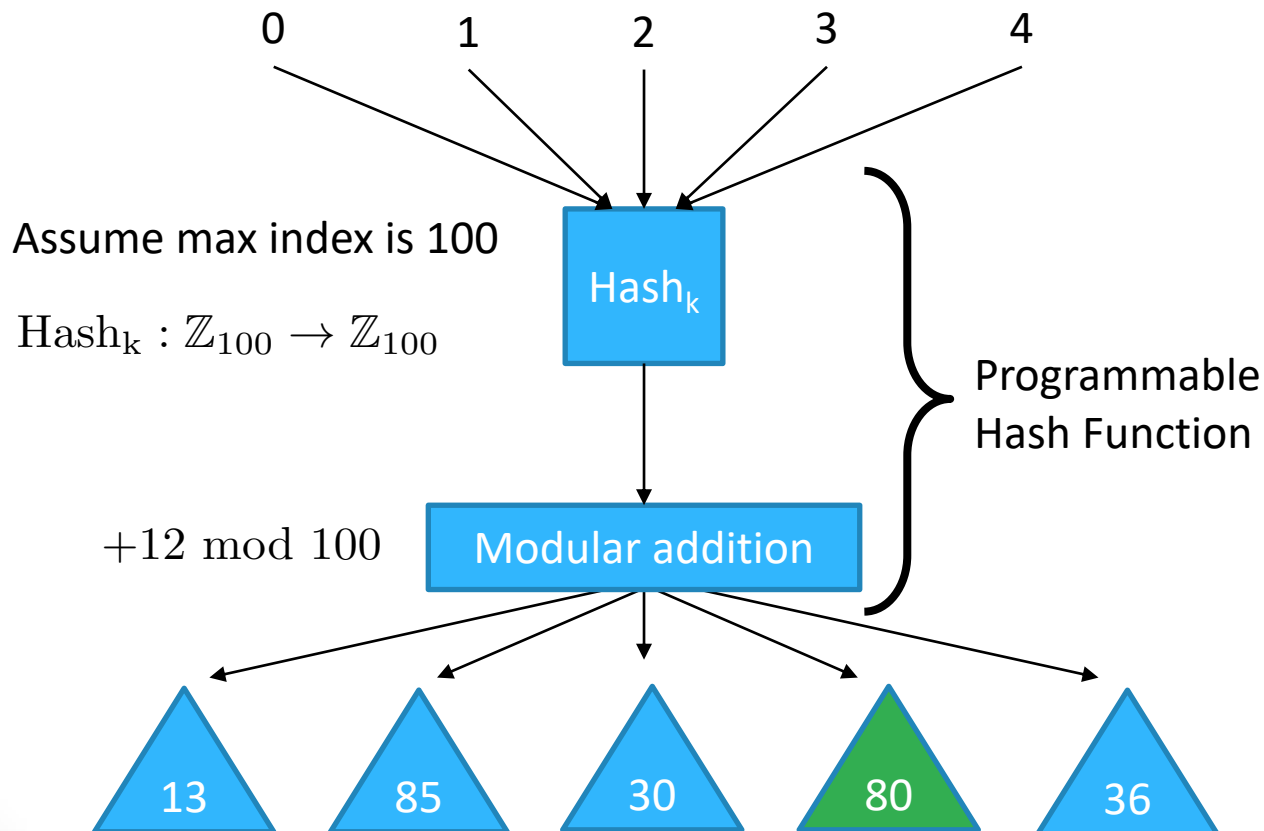 0 1 2 3 4
Assume max index is 100
Hashₖ
Hashₖ : ℤ₁₀₀ → ℤ₁₀₀
Programmable
Hash Function
+12 mod 100
Modular addition
13 85 30 80 36